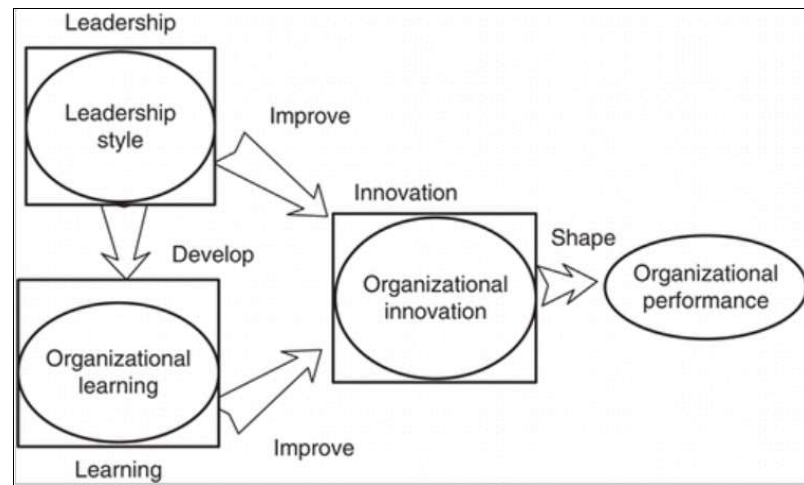 Leadership
Leadership
style
Improve
Develop
Innovation
Organizational
innovation
Shape
Organizational
performance
Organizational
learning
Improve
Learning